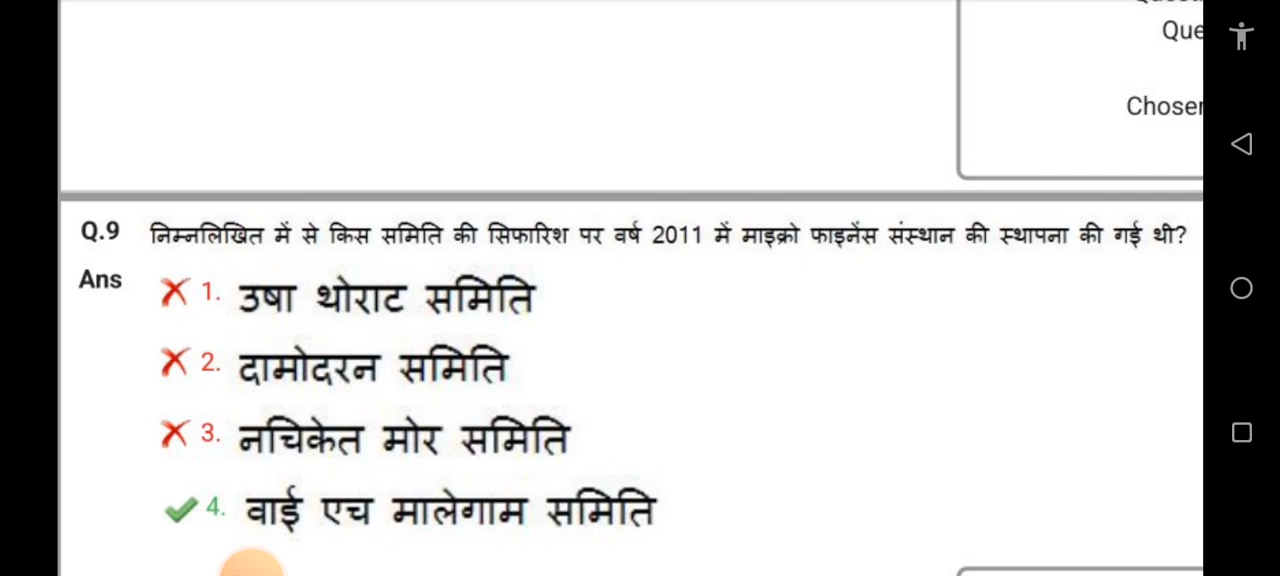 Que
Chosen
Q.9 निम्नलिखित में से किस समिति की सिफारिश पर वर्ष 2011 में माइक्रो फाइनेंस संस्थान की स्थापना की गई थी?
Ans 1. उषा थोराट समिति
2. दामोदरन समिति
3. नचिकेत मोर समिति
4. वाई एच मालेगाम समिति